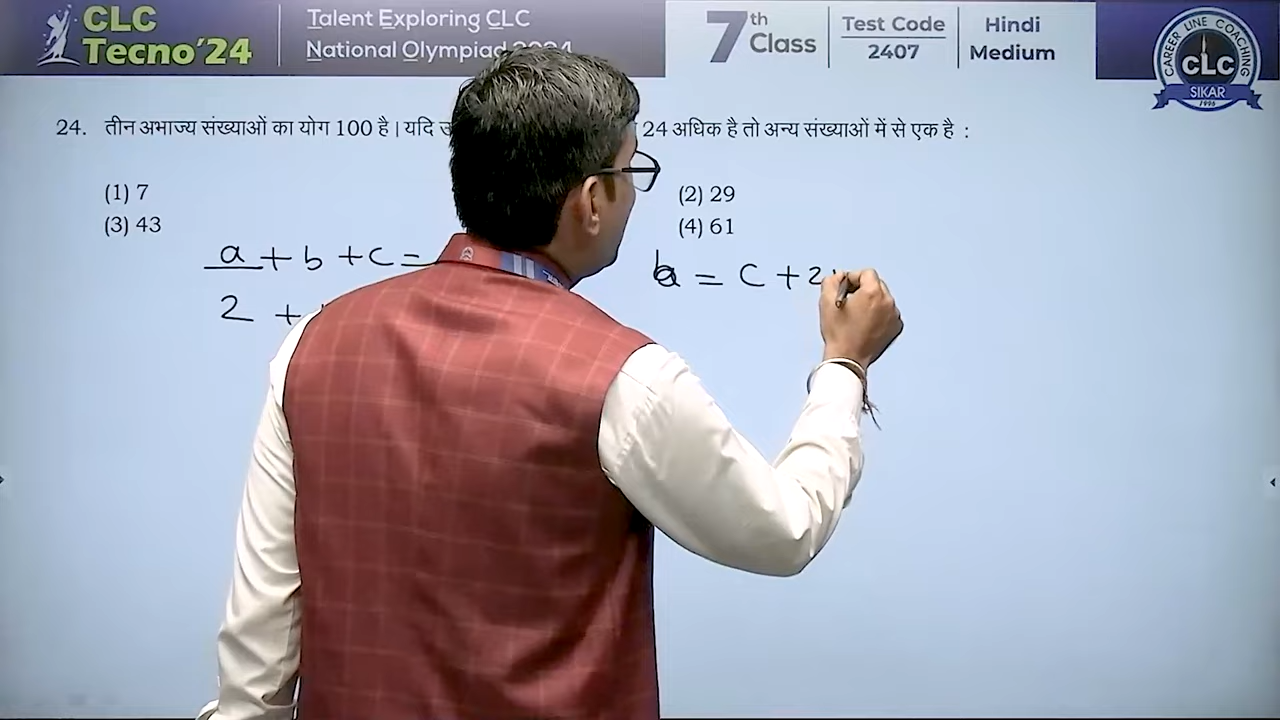 CLC
Tecno'24
Talent Exploring CLC
National Olympiad 2024
7th Class
Test Code
2407
Hindi
Medium
CAREER LINE COACHING
CLC
SIKAR
1996
24. तीन अभाज्य संख्याओं का योग 100 है। यदि 24 अधिक है तो अन्य संख्याओं में से एक है :
(1) 7
(2) 29
(3) 43
(4) 61
a + b + c =
b = c + 2
2 +